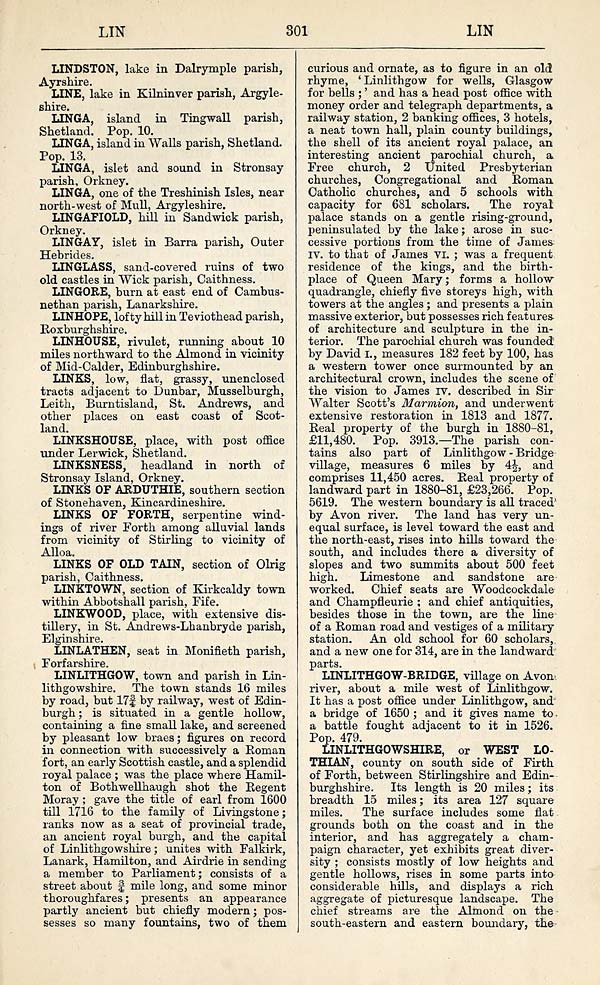 LIN 301 LIN
LINDSTON, lake in Dalrymple parish,
Ayrshire.
LINE, lake in Kilninver parish, Argyle-
shire.
LINGA, island in Tingwall parish,
Shetland. Pop. 10.
LINGA, island in Walls parish, Shetland.
Pop. 13.
LINGA, islet and sound in Stronsay
parish, Orkney.
LINGA, one of the Treshinish Isles, near
north-west of Mull, Argyleshire.
LINGAFIOLD, hill in Sandwick parish,
Orkney.
LINGAY, islet in Barra parish, Outer
Hebrides.
LINGLASS, sand-covered ruins of two
old castles in Wick parish, Caithness.
LINGORE, burn at east end of Cambus-
nethan parish, Lanarkshire.
LINHOPE, lofty hill in Teviothead parish,
Roxburghshire.
LINHOUSE, rivulet, running about 10
miles northward to the Almond in vicinity
of Mid-Calder, Edinburghshire.
LINKS, low, flat, grassy, unenclosed
tracts adjacent to Dunbar, Musselburgh,
Leith, Burntisland, St. Andrews, and
other places on east coast of Scot-
land.
LINKSHOUSE, place, with post office
under Lerwick, Shetland.
LINKSNESS, headland in north of
Stronsay Island, Orkney.
LINKS OF ARDUTHIE, southern section
of Stonehaven, Kincardineshire.
LINKS OF FORTH, serpentine wind-
ings of river Forth among alluvial lands
from vicinity of Stirling to vicinity of
Alloa.
LINKS OF OLD TAIN, section of Olrig
parish, Caithness.
LINKTOWN, section of Kirkcaldy town
within Abbotshall parish, Fife.
LINKWOOD, place, with extensive dis-
tillery, in St. Andrews-Lhanbryde parish,
Elginshire.
LINLATHEN, seat in Monifieth parish,
Forfarshire.
LINLITHGOW, town and parish in Lin-
lithgowshire. The town stands 16 miles
by road, but 17¾ by railway, west of Edin-
burgh; is situated in a gentle hollow,
containing a fine small lake, and screened
by pleasant low braes; figures on record
in connection with successively a Roman
fort, an early Scottish castle, and a splendid
royal palace; was the place where Hamil-
ton of Bothwellhaugh shot the Regent
Moray; gave the title of earl from 1600
till 1716 to the family of Livingstone;
ranks now as a seat of provincial trade,
an ancient royal burgh, and the capital
of Linlithgowshire; unites with Falkirk,
Lanark, Hamilton, and Airdrie in sending
a member to Parliament; consists of a
street about ¾ mile long, and some minor
thoroughfares; presents an appearance
partly ancient but chiefly modern; pos-
sesses so many fountains, two of them
curious and ornate, as to figure in an old
rhyme, 'Linlithgow for wells, Glasgow
for bells;' and has a head post office with
money order and telegraph departments, a
railway station, 2 banking offices, 3 hotels,
a neat town hall, plain county buildings,
the shell of its ancient royal palace, an
interesting ancient parochial church, a
Free church, 2 United Presbyterian
churches, Congregational and Roman
Catholic churches, and 5 schools with
capacity for 681 scholars. The royal
palace stands on a gentle rising-ground,
peninsulated by the lake; arose in suc-
cessive portions from the time of James
IV. to that of James VI.; was a frequent
residence of the kings, and the birth-
place of Queen Mary; forms a hollow
quadrangle, chiefly five storeys high, with
towers at the angles; and presents a plain
massive exterior, but possesses rich features
of architecture and sculpture in the in-
terior. The parochial church was founded
by David I., measures 182 feet by 100, has
a western tower once surmounted by an
architectural crown, includes the scene of
the vision to James IV. described in Sir
Walter Scott's Marmion, and underwent
extensive restoration in 1813 and 1877.
Real property of the burgh in 1880-81,
£11,480. Pop. 3913.—The parish con-
tains also part of Linlithgow-Bridge
village, measures 6 miles by 4½, and
comprises 11,450 acres. Real property of
landward part in 1880-81, £23,266. Pop.
5619. The western boundary is all traced
by Avon river. The land has very un-
equal surface, is level toward the east and
the north-east, rises into hills toward the
south, and includes there a diversity of
slopes and two summits about 500 feet
high. Limestone and sandstone are
worked. Chief seats are Woodcockdale
and Champfleurie; and chief antiquities,
besides those in the town, are the line
of a Roman road and vestiges of a military
station. An old school for 60 scholars,
and a new one for 314, are in the landward
parts.
LINLITHGOW-BRIDGE, village on Avon
river, about a mile west of Linlithgow.
It has a post office under Linlithgow, and
a bridge of 1650; and it gives name to
a battle fought adjacent to it in 1526.
Pop. 479.
LINLITHGOWSHIRE, or WEST LO-
THIAN, county on south side of Firth
of Forth, between Stirlingshire and Edin-
burghshire. Its length is 20 miles; its
breadth 15 miles; its area 127 square
miles. The surface includes some flat
grounds both on the coast and in the
interior, and has aggregately a cham-
paign character, yet exhibits great diver-
sity; consists mostly of low heights and
gentle hollows, rises in some parts into
considerable hills, and displays a rich
aggregate of picturesque landscape. The
chief streams are the Almond on the
south-eastern and eastern boundary, the